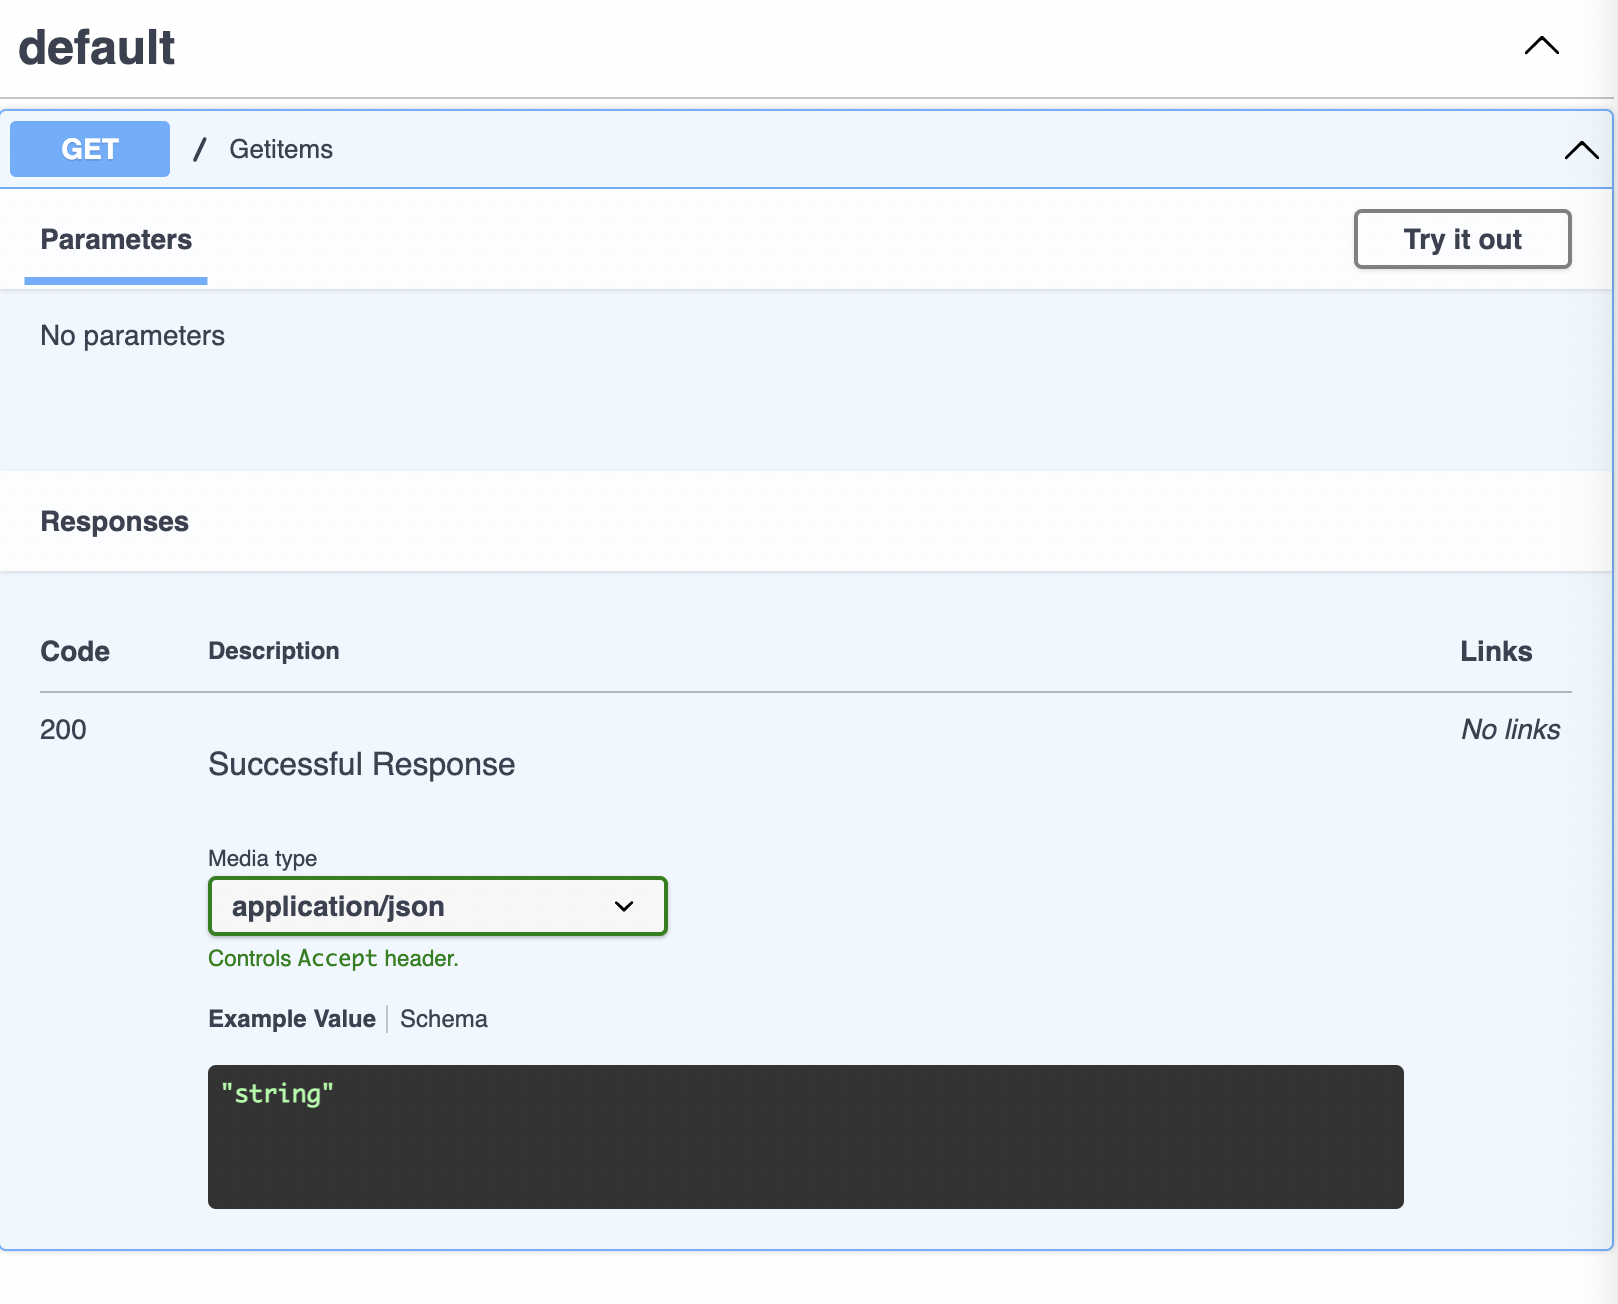 default
GET / Getitems
Parameters
Try it out
No parameters
Responses
Code Description Links
200 No links
Successful Response
Media type
application/json
Controls Accept header.
Example Value Schema
"string"